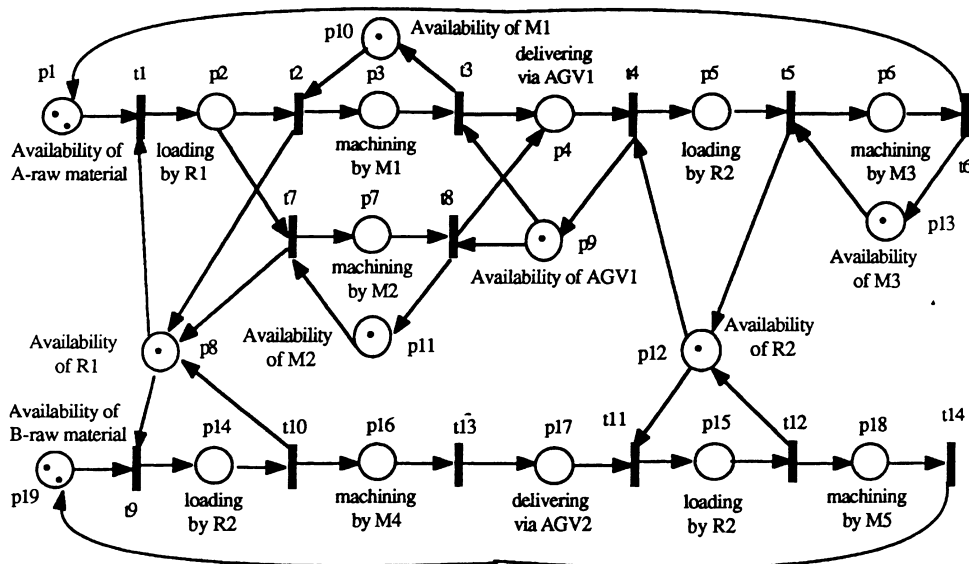 p10
Availability of M1
delivering
via AGV1
p1
t1
p2
t2
p3
t3
t4
p5
t5
p6
Availability of
A-raw material
loading
by R1
machining
by M1
p4
loading
by R2
machining
by M3
t6
t7
p7
t8
p9
p13
machining
by M2
Availability of AGV1
Availability
of M3
Availability
of R1
p8
Availability
of M2
p11
p12
Availability
of R2
Availability of
B-raw material
p14
t10
p16
t13
p17
t11
p15
t12
p18
t14
p19
t9
loading
by R2
machining
by M4
delivering
via AGV2
loading
by R2
machining
by M5